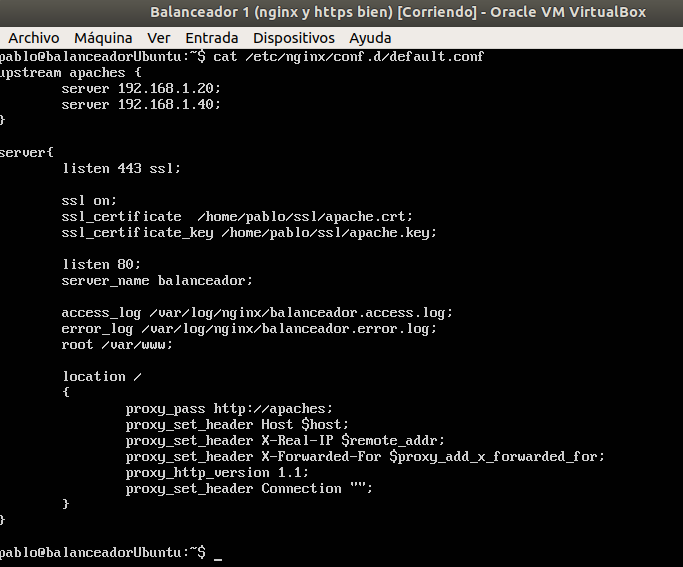 Balanceador 1 (nginx y https bien) [Corriendo] - Oracle VM VirtualBox
Archivo Máquina Ver Entrada Dispositivos Ayuda
pablo@balanceadorUbuntu:~$ cat /etc/nginx/conf.d/default.conf
upstream apaches {
        server 192.168.1.20;
        server 192.168.1.40;
}

server{
        listen 443 ssl;

        ssl on;
        ssl_certificate  /home/pablo/ssl/apache.crt;
        ssl_certificate_key /home/pablo/ssl/apache.key;

        listen 80;
        server_name balanceador;

        access_log /var/log/nginx/balanceador.access.log;
        error_log /var/log/nginx/balanceador.error.log;
        root /var/www;

        location /
        {
                proxy_pass http://apaches;
                proxy_set_header Host $host;
                proxy_set_header X-Real-IP $remote_addr;
                proxy_set_header X-Forwarded-For $proxy_add_x_forwarded_for;
                proxy_http_version 1.1;
                proxy_set_header Connection "";
        }
}

pablo@balanceadorUbuntu:~$ _